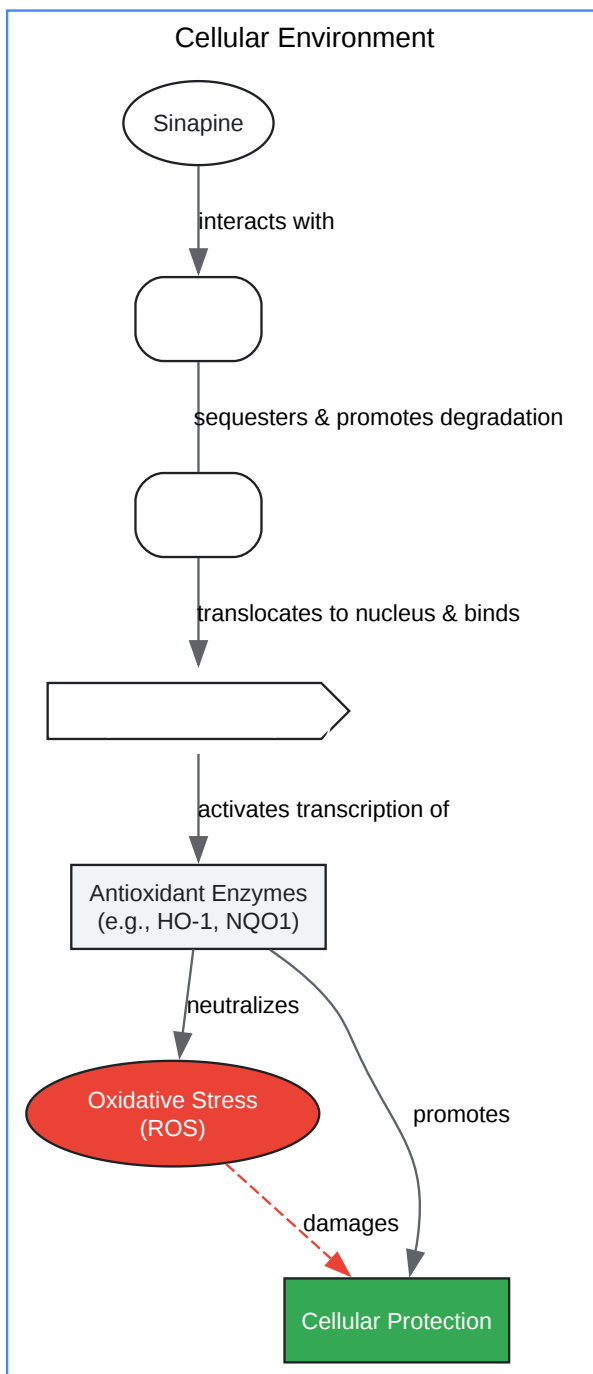 Cellular Environment
Sinapine
interacts with
sequesters & promotes degradation
translocates to nucleus & binds
activates transcription of
Antioxidant Enzymes
(e.g., HO-1, NQO1)
neutralizes
Oxidative Stress
(ROS)
promotes
damages
Cellular Protection